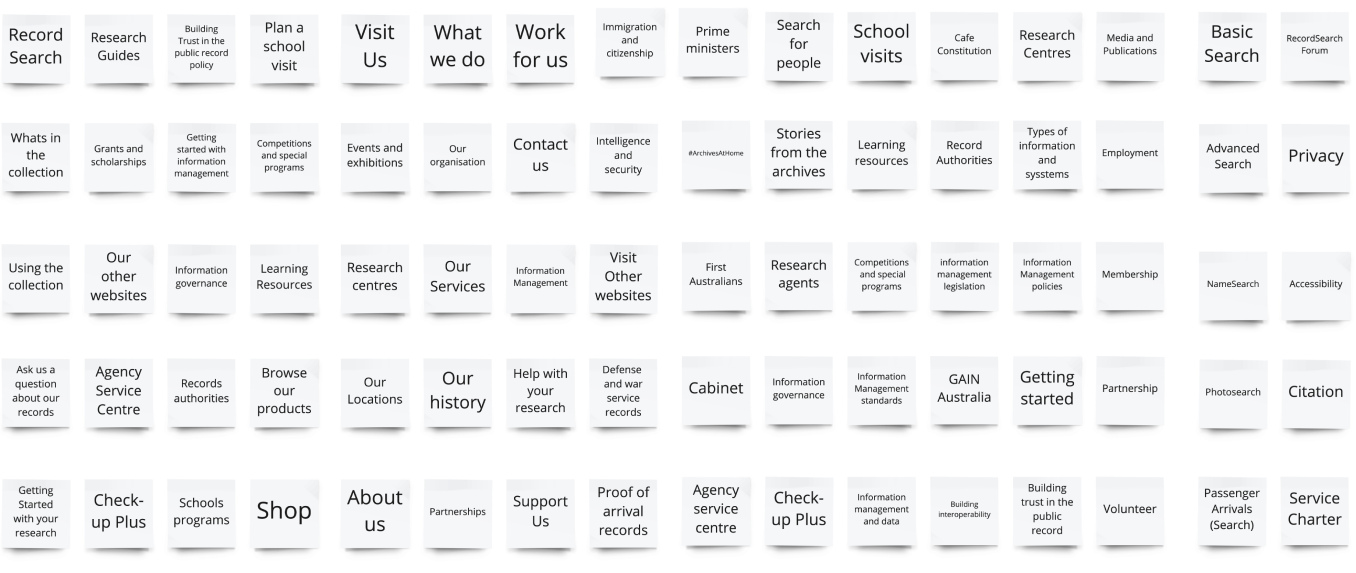 Record
Search
Research
Guides
Building
Trust in the
public record
policy
Plan a
school
visit
Visit
Us
What
we do
Work
for us
Immigration
and
citizenship
Prime
ministers
Search
for
people
School
visits
Cafe
Constitution
Research
Centres
Media and
Publications
Basic
Search
RecordSearch
Forum
Whats in
the
collection
Grants and
scholarships
Getting
started with
information
management
Competitions
and special
programs
Events and
exhibitions
Our
organisation
Contact
us
Intelligence
and
security
#ArchivesAtHome
Stories
from the
archives
Learning
resources
Record
Authorities
Types of
information
and
sysstems
Employment
Advanced
Search
Privacy
Using the
collection
Our
other
websites
Information
governance
Learning
Resources
Research
centres
Our
Services
Information
Management
Visit
Other
websites
First
Australians
Research
agents
Competitions
and special
programs
information
management
legislation
Information
Management
policies
Membership
NameSearch
Accessibility
Ask us a
question
about our
records
Agency
Service
Centre
Records
authorities
Browse
our
products
Our
Locations
Our
history
Help with
your
research
Defense
and war
service
records
Cabinet
Information
governance
Information
Management
standards
GAIN
Australia
Getting
started
Partnership
Photosearch
Citation
Getting
Started
with your
research
Check-
up Plus
Schools
programs
Shop
About
us
Partnerships
Support
Us
Proof of
arrival
records
Agency
service
centre
Check-
up Plus
Information
management
and data
Building
interoperability
Building
trust in the
public
record
Volunteer
Passenger
Arrivals
(Search)
Service
Charter